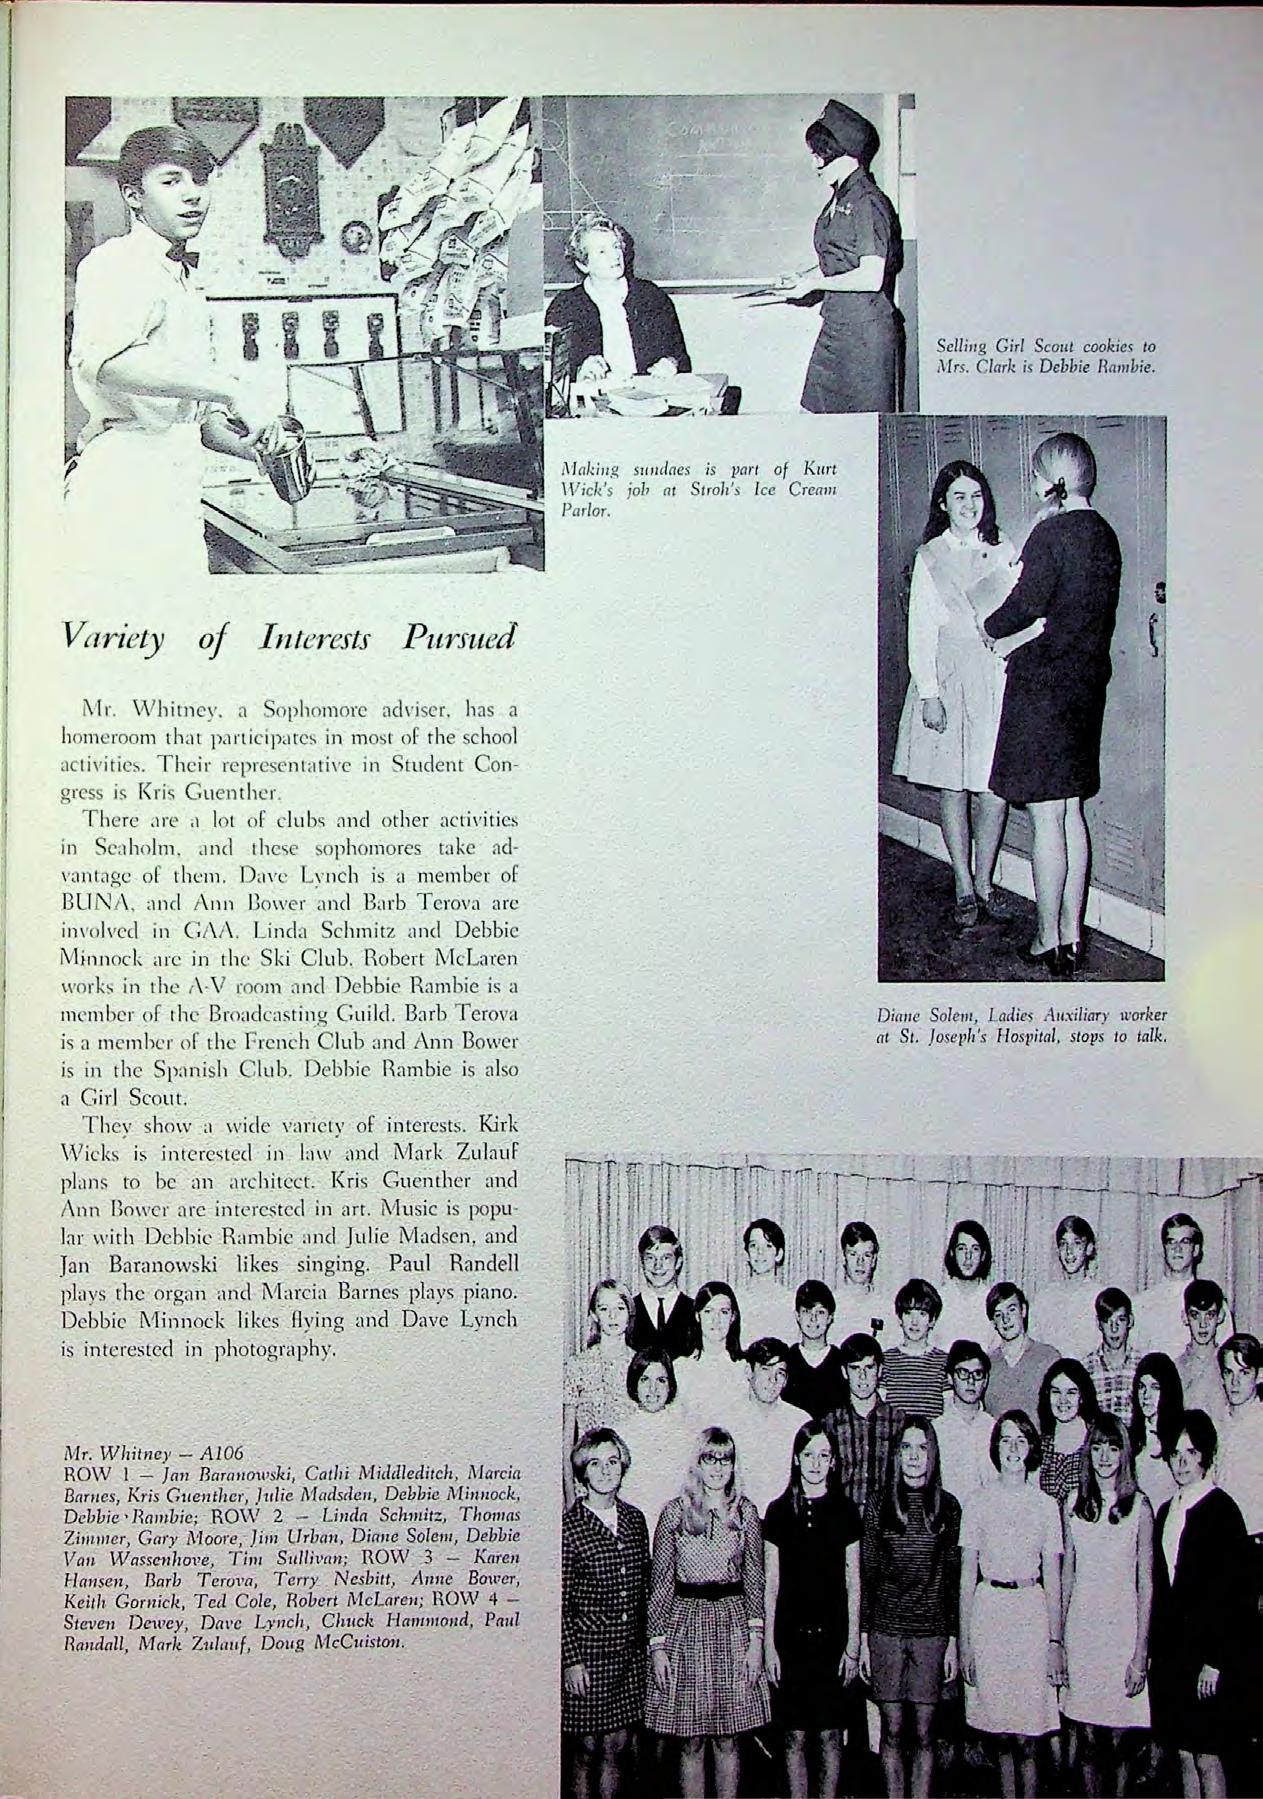 COMMUN
Selling Girl Scout cookies to
Mrs. Clark is Debbie Rambie.
Making sundaes is part of Kurt
Wick's job at Stroh's Ice Cream
Parlor.
Variety of Interests Pursued
Mr. Whitney, a Sophomore adviser, has a
homeroom that participates in most of the school
activities. Their representative in Student Con-
gress is Kris Guenther.
There are a lot of clubs and other activities
in Seaholm, and these sophomores take ad-
vantage of them. Dave Lynch is a member of
BUNA, and Ann Bower and Barb Terova are
involved in GAA. Linda Schmitz and Debbie
Minnock are in the Ski Club. Robert McLaren
works in the A-V room and Debbie Rambie is a
member of the Broadcasting Guild. Barb Terova
is a member of the French Club and Ann Bower
is in the Spanish Club. Debbie Rambie is also
a Girl Scout.
They show a wide variety of interests. Kirk
Wicks is interested in law and Mark Zulauf
plans to be an architect. Kris Guenther and
Ann Bower are interested in art. Music is popu-
lar with Debbie Rambie and Julie Madsen, and
Jan Baranowski likes singing. Paul Randell
plays the organ and Marcia Barnes plays piano.
Debbie Minnock likes flying and Dave Lynch
is interested in photography.
Diane Solem, Ladies Auxiliary worker
at St. Joseph's Hospital, stops to talk.
Mr. Whitney — A106
ROW 1 — Jan Baranowski, Cathi Middleditch, Marcia
Barnes, Kris Guenther, Julie Madsden, Debbie Minnock,
Debbie Rambie; ROW 2 — Linda Schmitz, Thomas
Zimmer, Gary Moore, Jim Urban, Diane Solem, Debbie
Van Wassenhove, Tim Sullivan; ROW 3 — Karen
Hansen, Barb Terova, Terry Nesbitt, Anne Bower,
Keith Gornick, Ted Cole, Robert McLaren; ROW 4 —
Steven Dewey, Dave Lynch, Chuck Hammond, Paul
Randall, Mark Zulauf, Doug McCuiston.